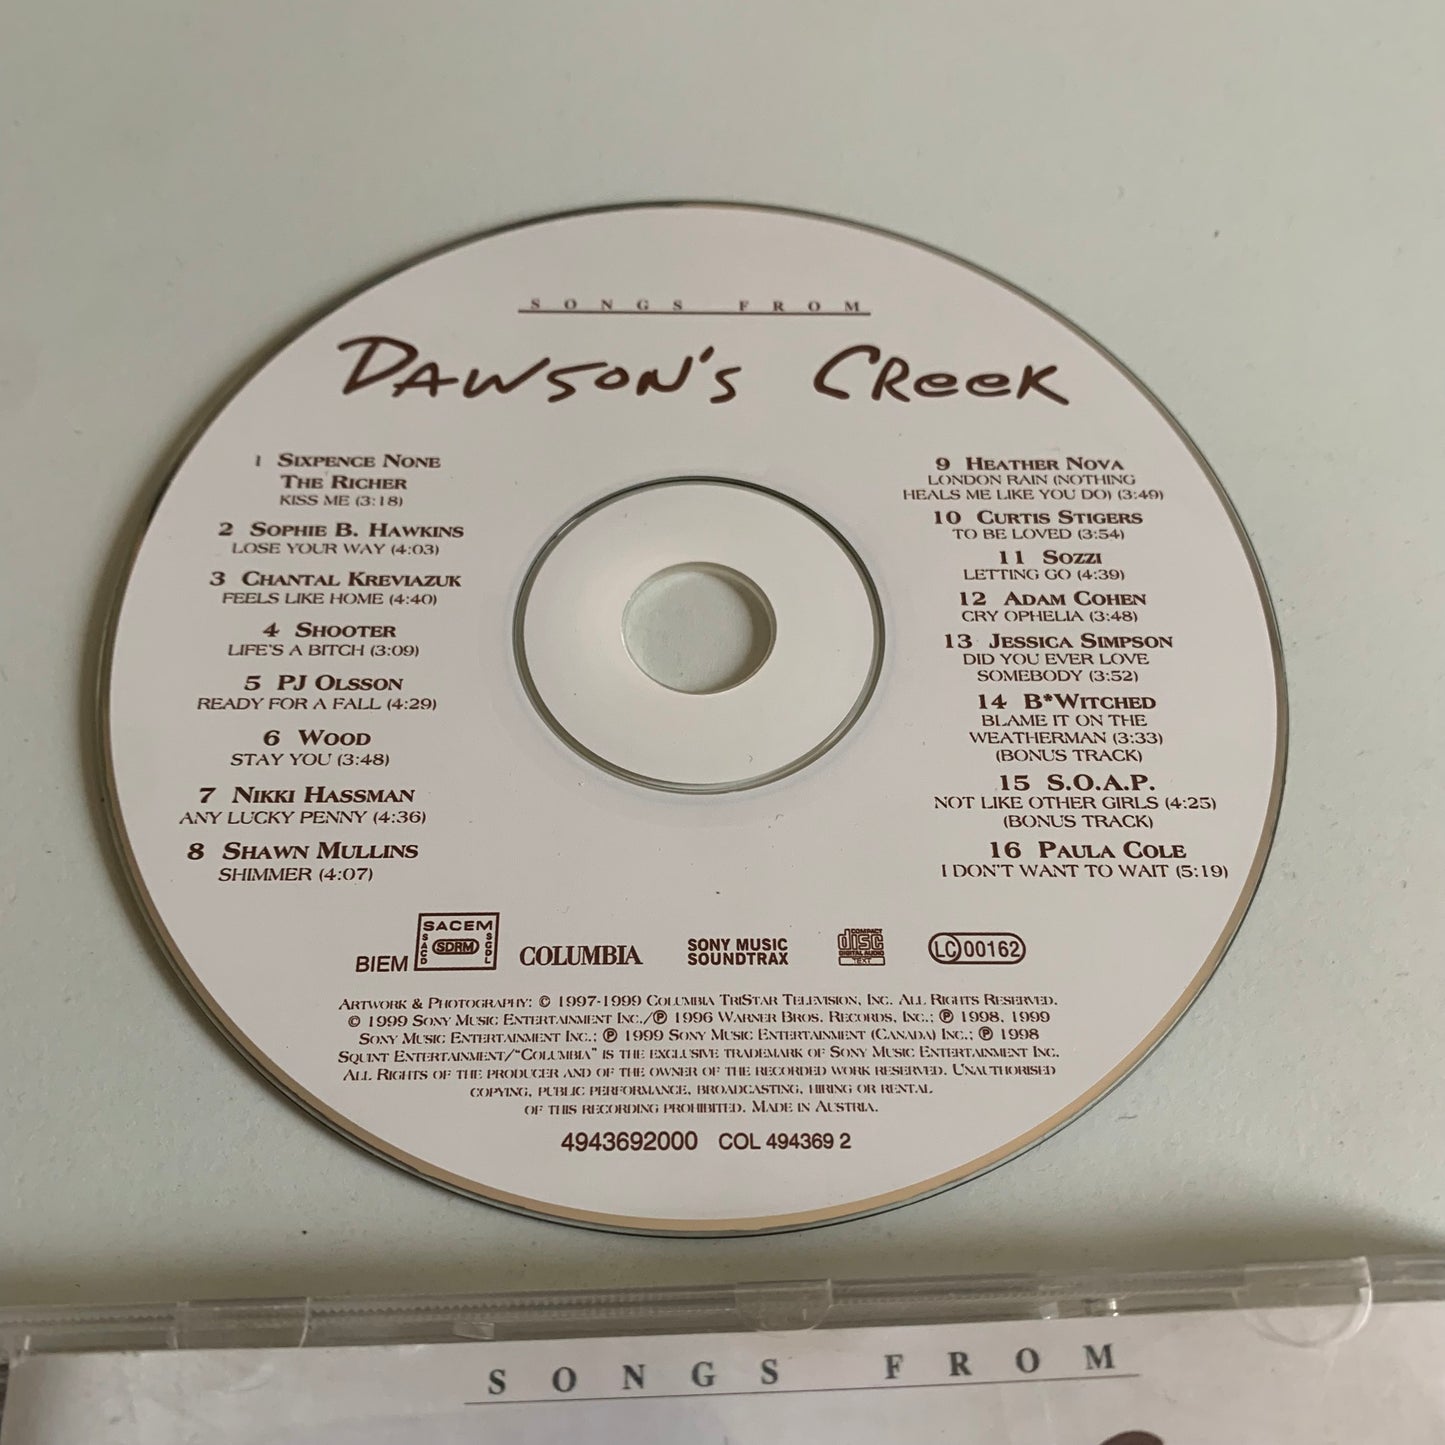 SONGS FROM
DAWSON'S CREEK
1 SIXPENCE NONE
THE RICHER
KISS ME (3:18)
2 SOPHIE B. HAWKINS
LOSE YOUR WAY (4:03)
3 CHANTAL KREVIAZUK
FEELS LIKE HOME (4:40)
4 SHOOTER
LIFE'S A BITCH (3:09)
5 PJ OLSSON
READY FOR A FALL (4:29)
6 WOOD
STAY YOU (3:48)
7 NIKKI HASSMAN
ANY LUCKY PENNY (4:36)
8 SHAWN MULLINS
SHIMMER (4:07)
9 HEATHER NOVA
LONDON RAIN (NOTHING
HEALS ME LIKE YOU DO) (3:49)
10 CURTIS STIGERS
TO BE LOVED (3:54)
11 SOZZI
LETTING GO (4:39)
12 ADAM COHEN
CRY OPHELIA (3:48)
13 JESSICA SIMPSON
DID YOU EVER LOVE
SOMEBODY (3:52)
14 B*WITCHED
BLAME IT ON THE
WEATHERMAN (3:33)
(BONUS TRACK)
15 S.O.A.P.
NOT LIKE OTHER GIRLS (4:25)
(BONUS TRACK)
16 PAULA COLE
I DON'T WANT TO WAIT (5:19)
BIEM
SACEM
SACD SDRM SGDL
COLUMBIA
SONY MUSIC
SOUNDTRAX
COMPACT
disc
DIGITAL AUDIO
TEXT
LC 00162
ARTWORK & PHOTOGRAPHY: © 1997-1999 COLUMBIA TRISTAR TELEVISION, INC. ALL RIGHTS RESERVED.
© 1999 SONY MUSIC ENTERTAINMENT INC./℗ 1996 WARNER BROS. RECORDS, INC.; ℗ 1998, 1999
SONY MUSIC ENTERTAINMENT INC.; ℗ 1999 SONY MUSIC ENTERTAINMENT (CANADA) INC.; ℗ 1998
SQUINT ENTERTAINMENT/"COLUMBIA" IS THE EXCLUSIVE TRADEMARK OF SONY MUSIC ENTERTAINMENT INC.
ALL RIGHTS OF THE PRODUCER AND OF THE OWNER OF THE RECORDED WORK RESERVED. UNAUTHORISED
COPYING, PUBLIC PERFORMANCE, BROADCASTING, HIRING OR RENTAL
OF THIS RECORDING PROHIBITED. MADE IN AUSTRIA.
4943692000 COL 494369 2
SONGS FROM